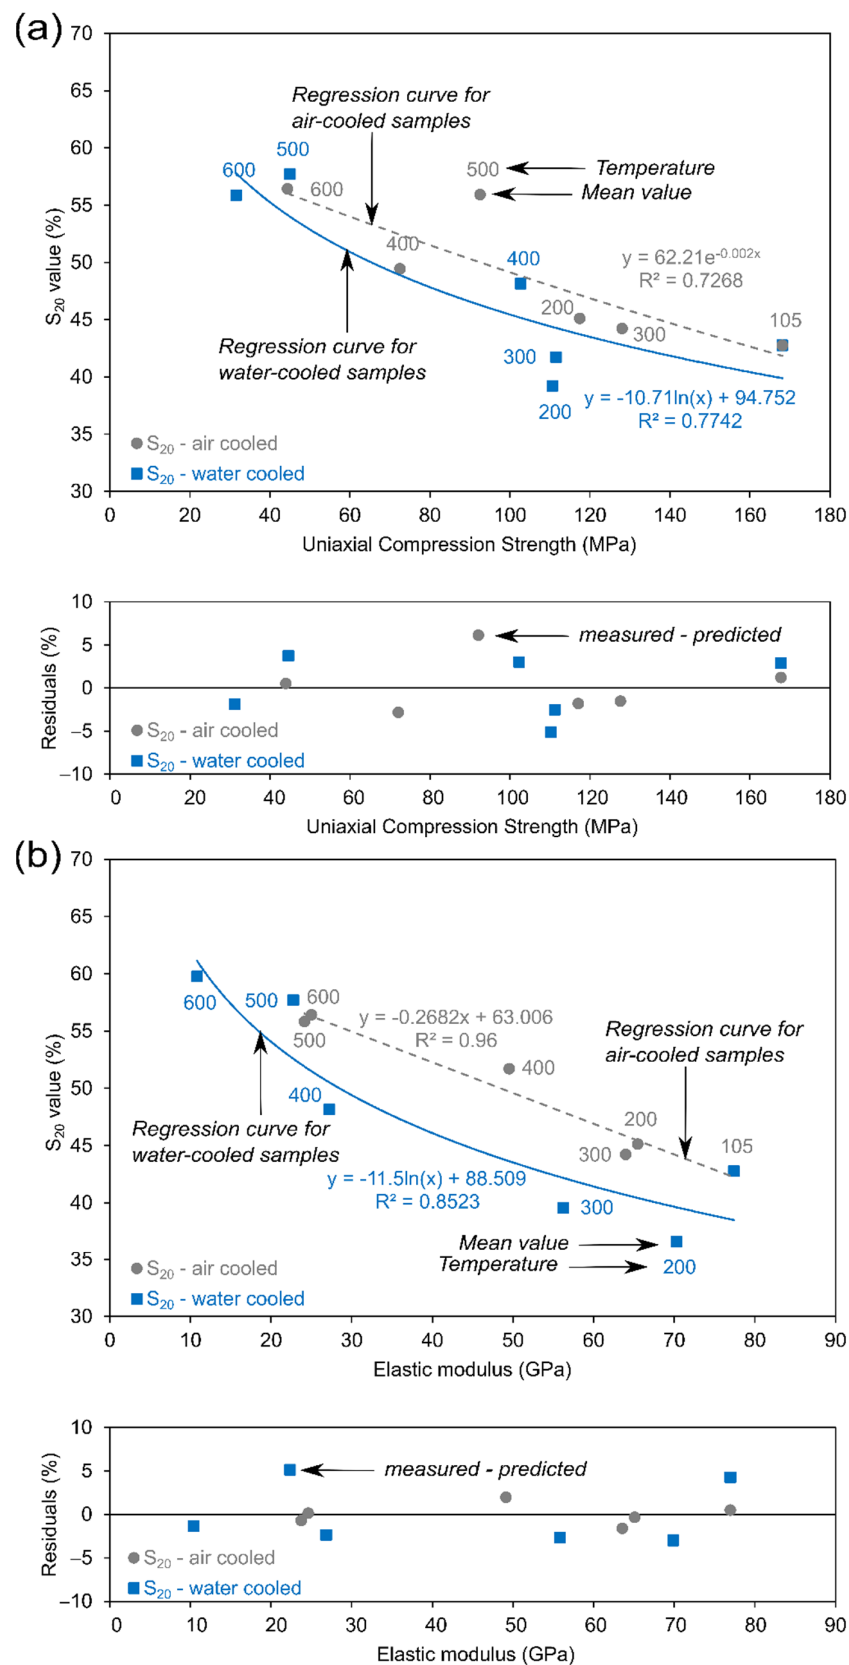 (a)
70
65
60
55
50
45
40
35
30
S20 value (%)
Regression curve for
air-cooled samples
600
500
600
500
Temperature
Mean value
400
y = 62.21e-0.002x
R² = 0.7268
400
200
300
105
Regression curve for
water-cooled samples
300
200
y = -10.71ln(x) + 94.752
R² = 0.7742
S20 - air cooled
S20 - water cooled
0 20 40 60 80 100 120 140 160 180
Uniaxial Compression Strength (MPa)
10
5
0
−5
−10
Residuals (%)
measured - predicted
S20 - air cooled
S20 - water cooled
0 20 40 60 80 100 120 140 160 180
Uniaxial Compression Strength (MPa)
(b)
70
65
60
55
50
45
40
35
30
S20 value (%)
600
500
600
500
y = -0.2682x + 63.006
R² = 0.96
Regression curve for
air-cooled samples
400
400
Regression curve for
water-cooled samples
200
300
105
y = -11.5ln(x) + 88.509
R² = 0.8523
300
Mean value
Temperature
200
S20 - air cooled
S20 - water cooled
0 10 20 30 40 50 60 70 80 90
Elastic modulus (GPa)
10
5
0
−5
−10
Residuals (%)
measured - predicted
S20 - air cooled
S20 - water cooled
0 10 20 30 40 50 60 70 80 90
Elastic modulus (GPa)